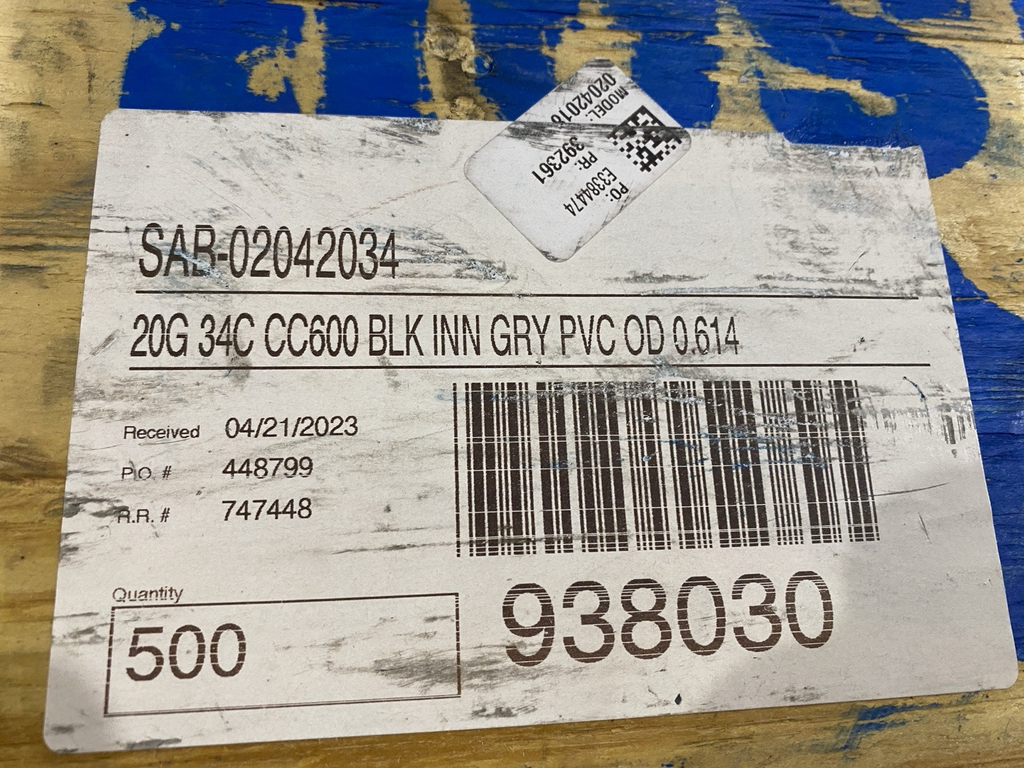 MODEL:
PR:
392361
PO:
E3384474
SAB-02042034
20G 34C CC600 BLK INN GRY PVC OD 0.614
Received 04/21/2023
P.O. # 448799
R.R. # 747448
Quantity
500
938030